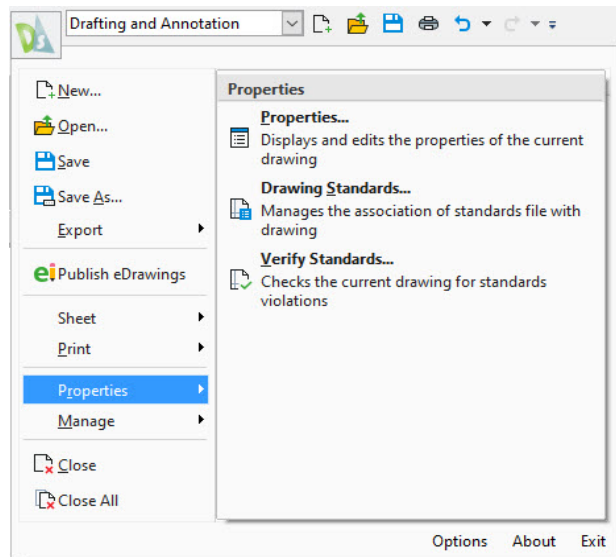 DS
Drafting and Annotation
New...
Open...
Save
Save As...
Export
ei Publish eDrawings
Sheet
Print
Properties
Manage
Close
Close All
Properties
Properties...
Displays and edits the properties of the current
drawing
Drawing Standards...
Manages the association of standards file with
drawing
Verify Standards...
Checks the current drawing for standards
violations
Options About Exit